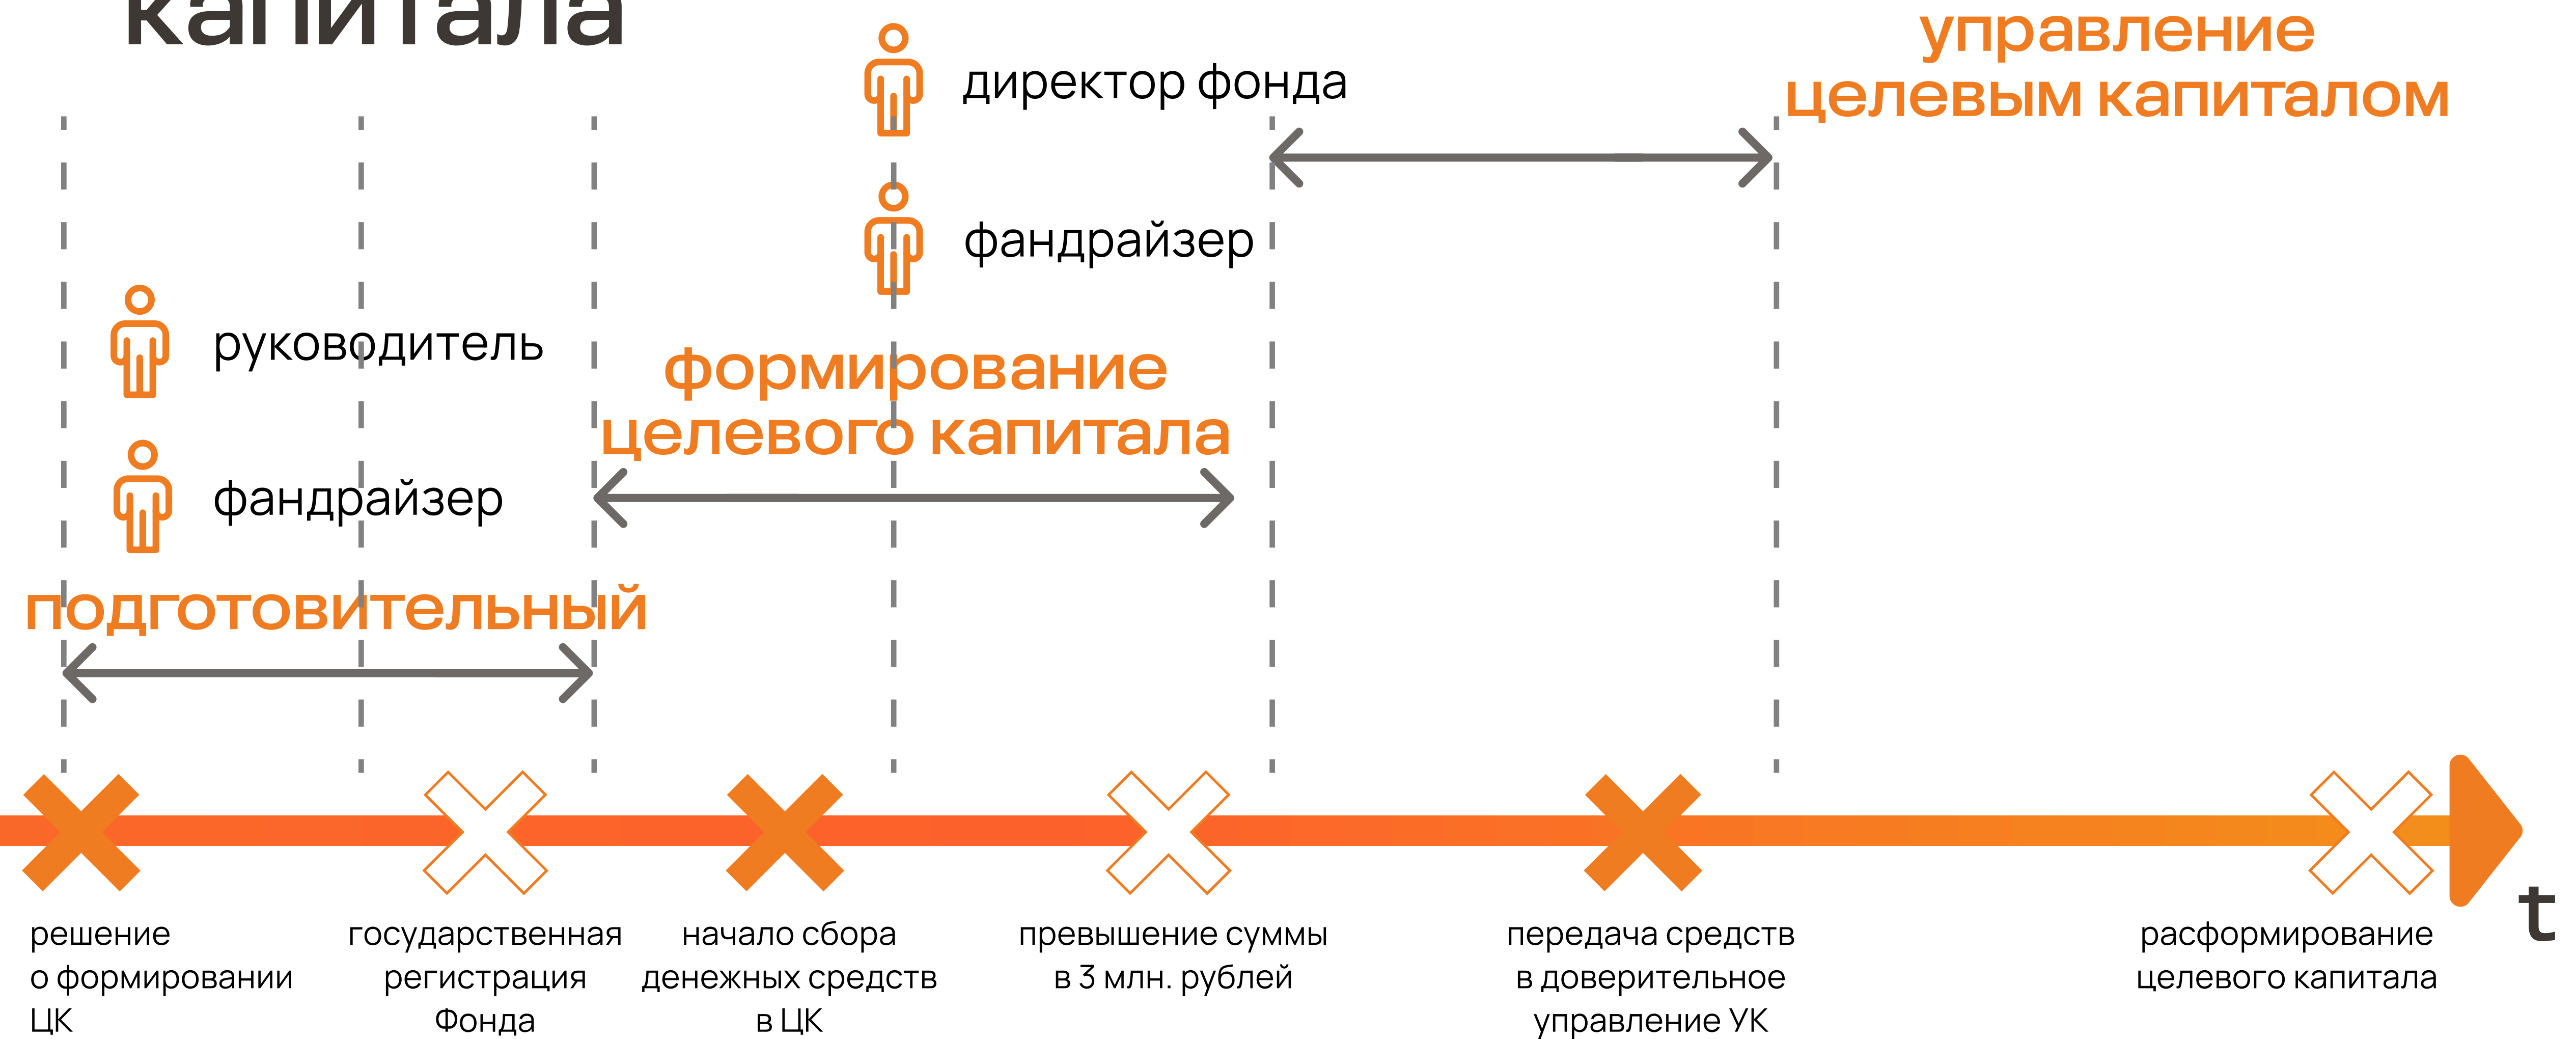 капитала
директор фонда
фандрайзер
управление
целевым капиталом
руководитель
фандрайзер
формирование
целевого капитала
подготовительный
решение
о формировании
ЦК
государственная
регистрация
Фонда
начало сбора
денежных средств
в ЦК
превышение суммы
в 3 млн. рублей
передача средств
в доверительное
управление УК
расформирование
целевого капитала
t